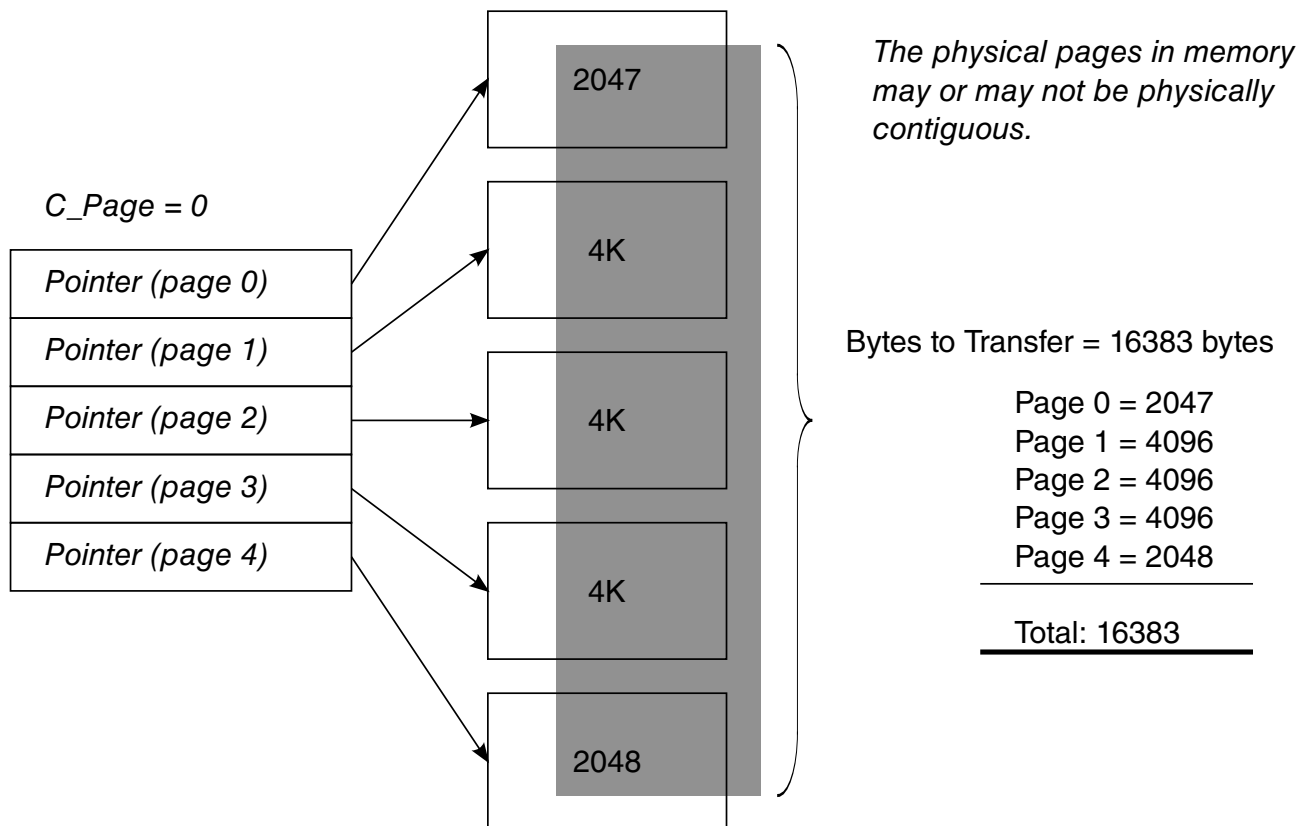 C_Page = 0
Pointer (page 0)
Pointer (page 1)
Pointer (page 2)
Pointer (page 3)
Pointer (page 4)
2047
4K
4K
4K
2048
The physical pages in memory
may or may not be physically
contiguous.
Bytes to Transfer = 16383 bytes
Page 0 = 2047
Page 1 = 4096
Page 2 = 4096
Page 3 = 4096
Page 4 = 2048
Total: 16383